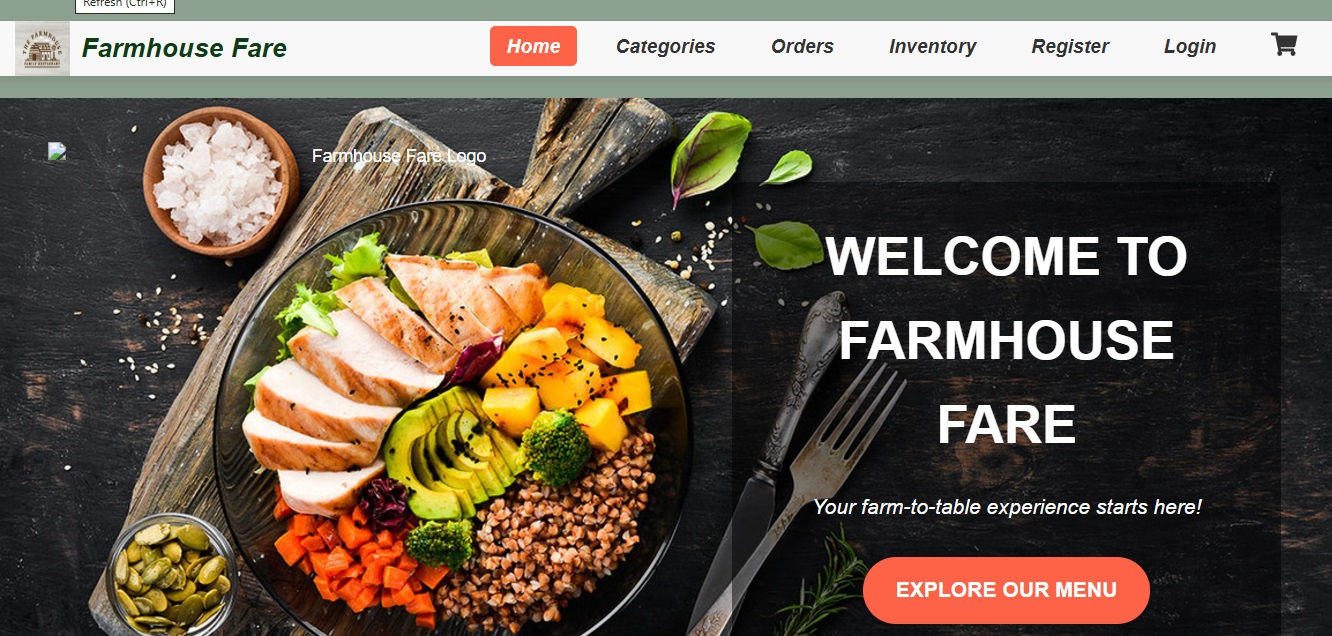 Refresh (Ctrl+R)
THE FARMHOUSE
FAMILY RESTAURANT
Farmhouse Fare
Home
Categories
Orders
Inventory
Register
Login
Farmhouse Fare Logo
WELCOME TO
FARMHOUSE
FARE
Your farm-to-table experience starts here!
EXPLORE OUR MENU